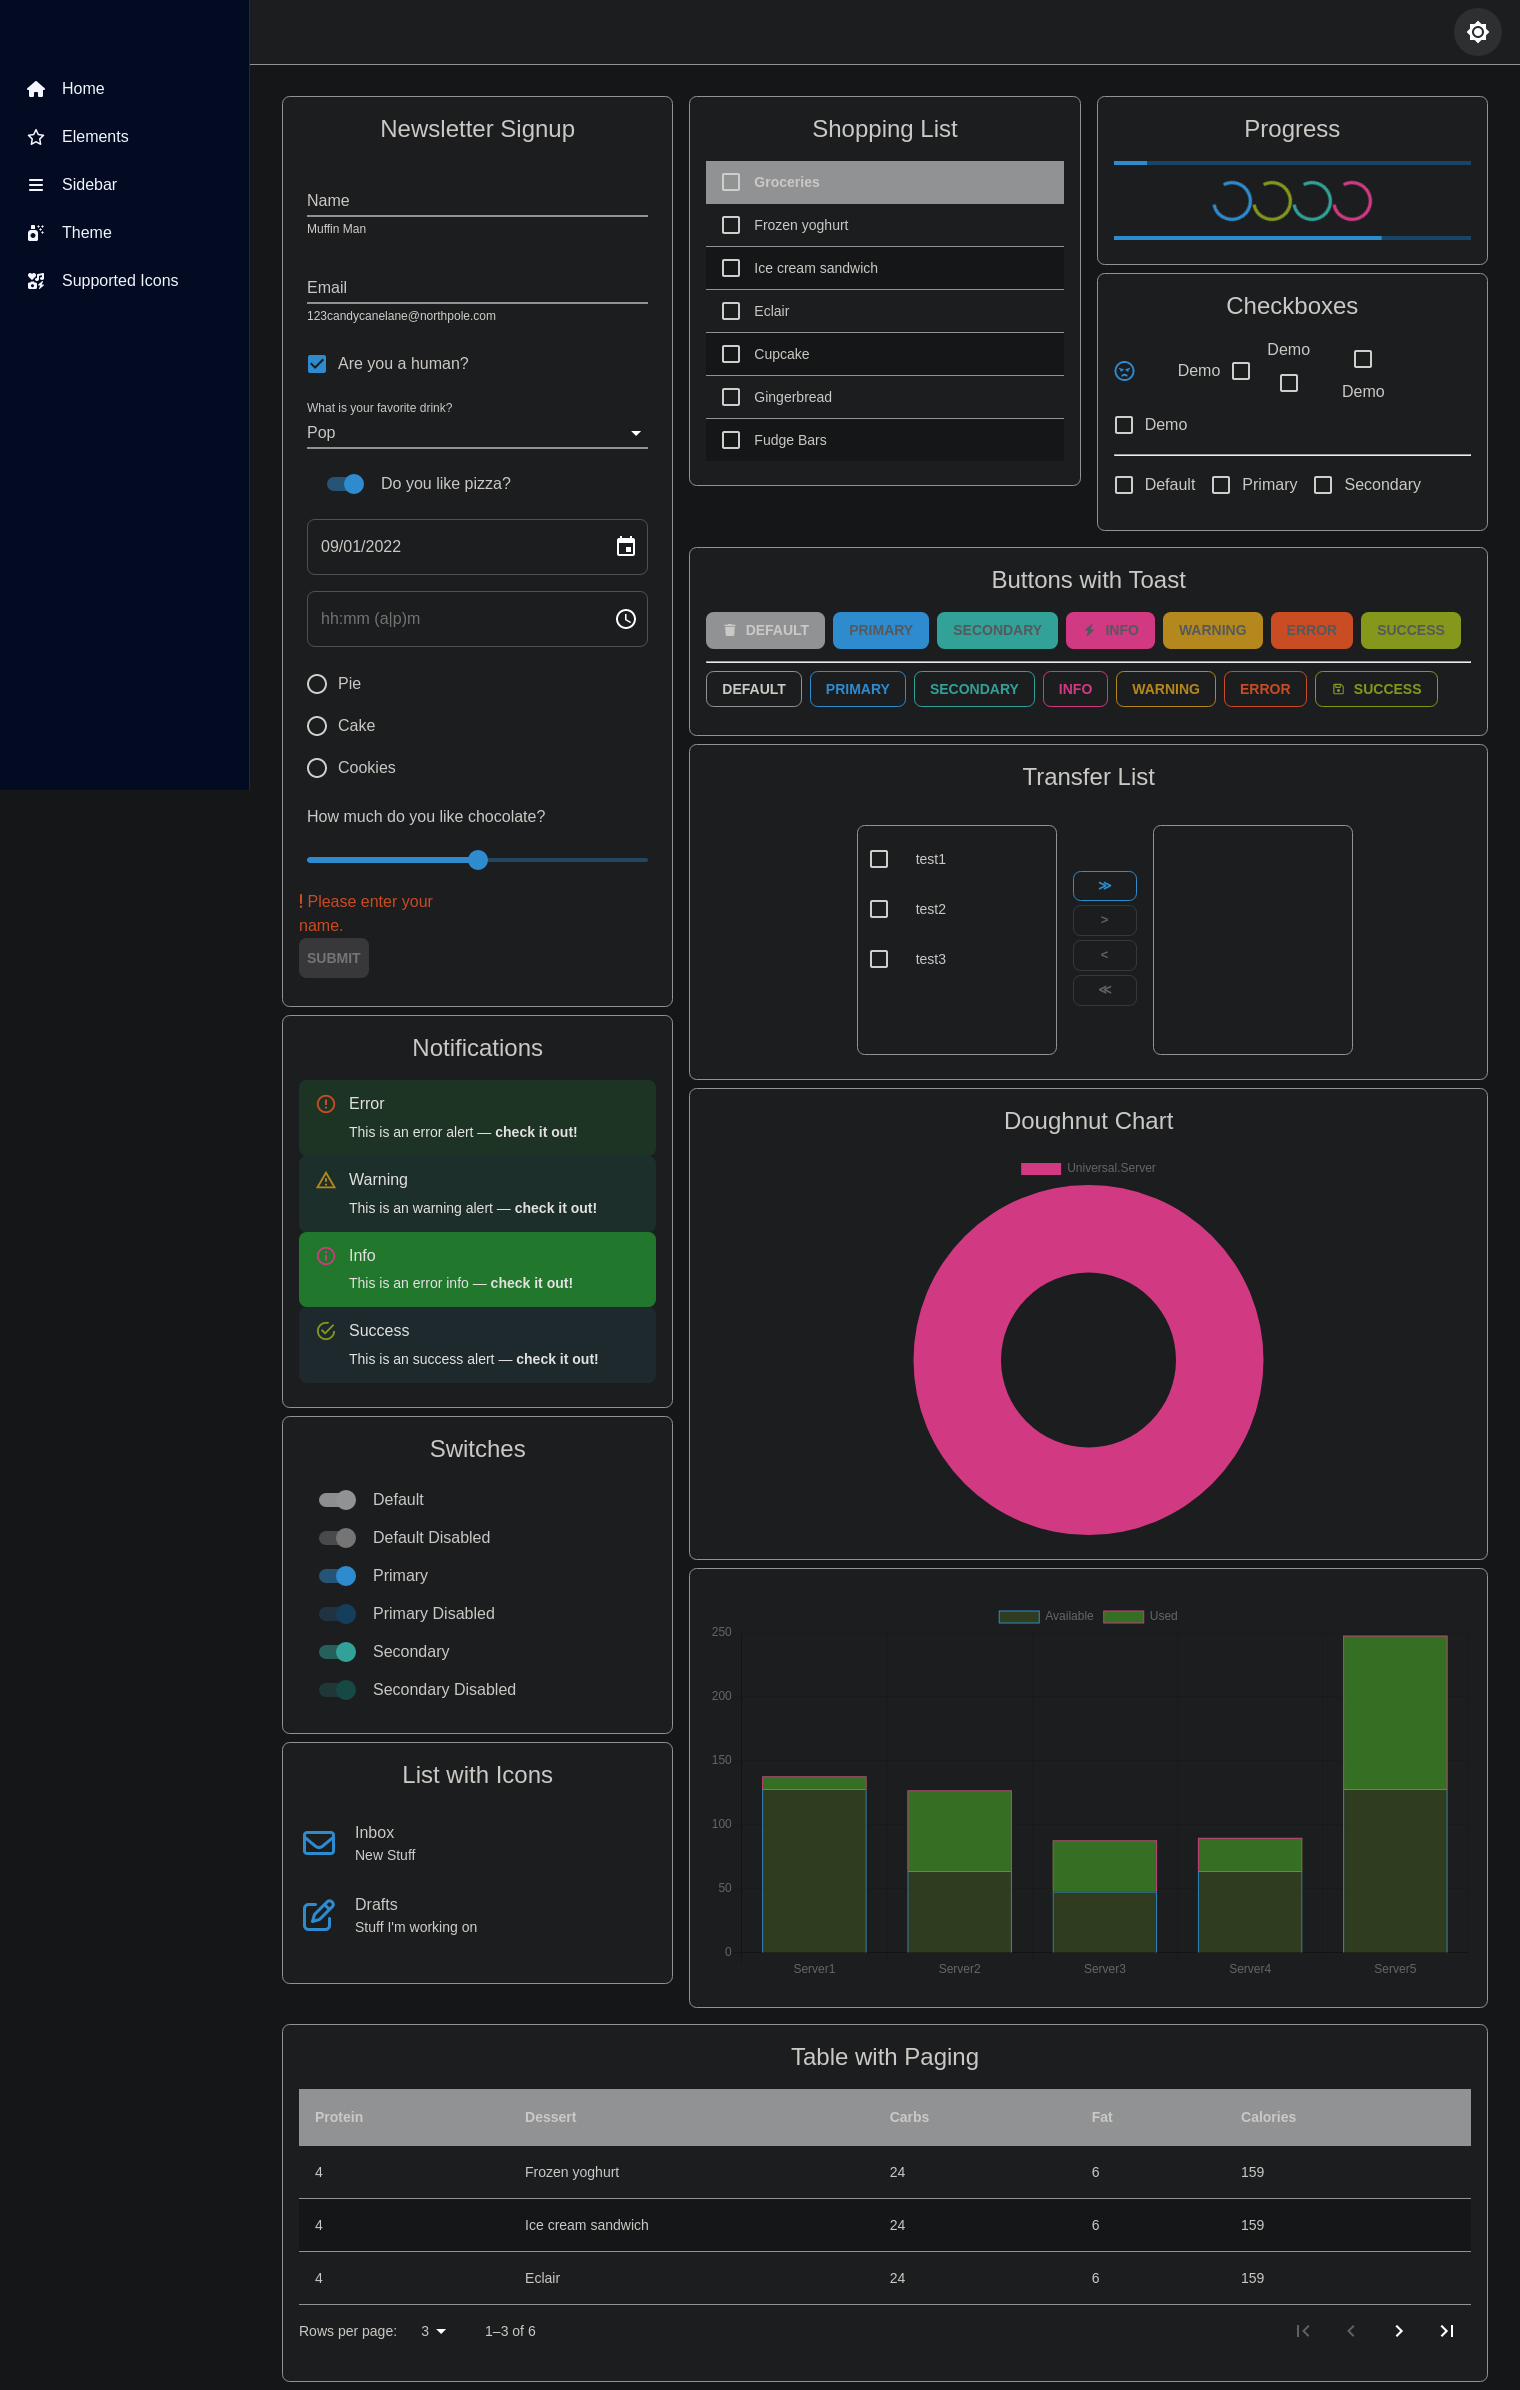 Home
Elements
Sidebar
Theme
Supported Icons
Newsletter Signup
Name
Muffin Man
Email
123candycanelane@northpole.com
Are you a human?
What is your favorite drink?
Pop
Do you like pizza?
09/01/2022
hh:mm (a|p)m
Pie
Cake
Cookies
How much do you like chocolate?
! Please enter your
name.
SUBMIT
Notifications
Error
This is an error alert — check it out!
Warning
This is an warning alert — check it out!
Info
This is an error info — check it out!
Success
This is an success alert — check it out!
Switches
Default
Default Disabled
Primary
Primary Disabled
Secondary
Secondary Disabled
List with Icons
Inbox
New Stuff
Drafts
Stuff I'm working on
Shopping List
Groceries
Frozen yoghurt
Ice cream sandwich
Eclair
Cupcake
Gingerbread
Fudge Bars
Progress
Checkboxes
Demo
Demo
Demo
Demo
Default Primary Secondary
Buttons with Toast
DEFAULT PRIMARY SECONDARY INFO WARNING ERROR SUCCESS
DEFAULT PRIMARY SECONDARY INFO WARNING ERROR SUCCESS
Transfer List
test1
test2
test3
≫
>
<
≪
Doughnut Chart
Universal.Server
Available Used
250
200
150
100
50
0
Server1 Server2 Server3 Server4 Server5
Table with Paging
Protein Dessert Carbs Fat Calories
4 Frozen yoghurt 24 6 159
4 Ice cream sandwich 24 6 159
4 Eclair 24 6 159
Rows per page: 3 1–3 of 6